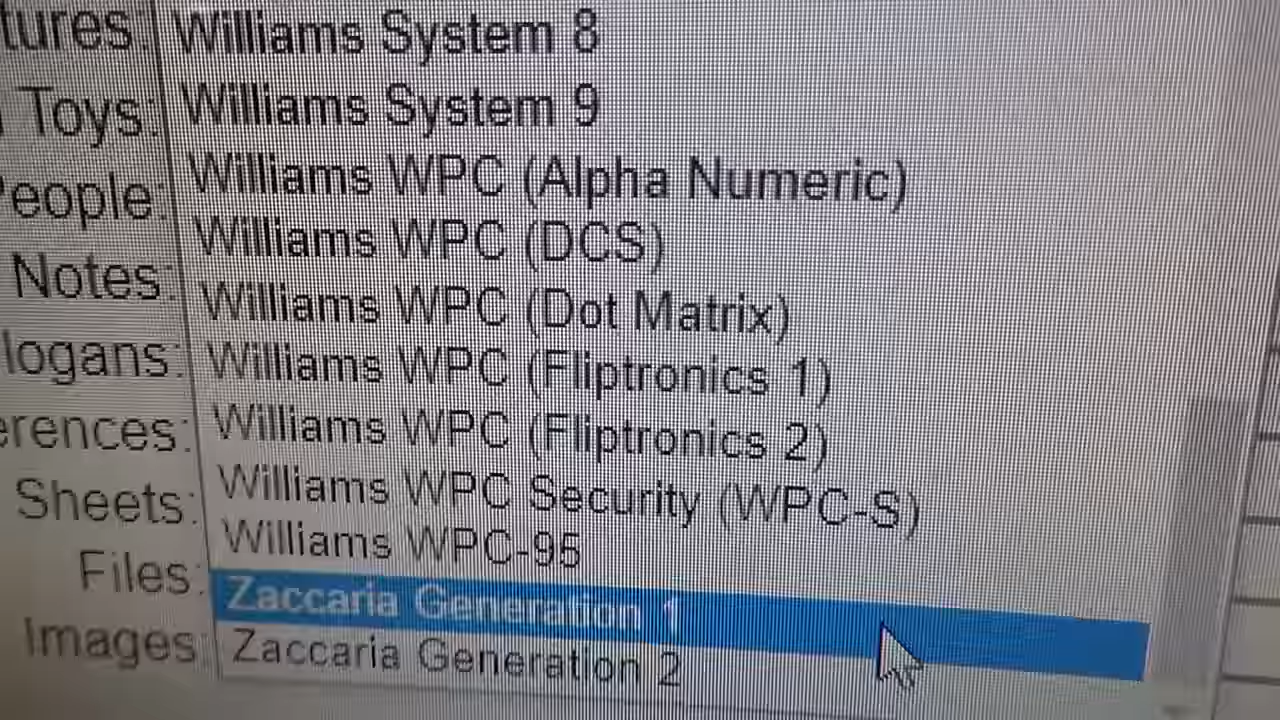 tures: Williams System 8
Toys: Williams System 9
Williams WPC (Alpha Numeric)
People: Williams WPC (DCS)
Notes: Williams WPC (Dot Matrix)
logans: Williams WPC (Fliptronics 1)
erences: Williams WPC (Fliptronics 2)
Sheets: Williams WPC Security (WPC-S)
Williams WPC-95
Files: Zaccaria Generation 1
Images: Zaccaria Generation 2